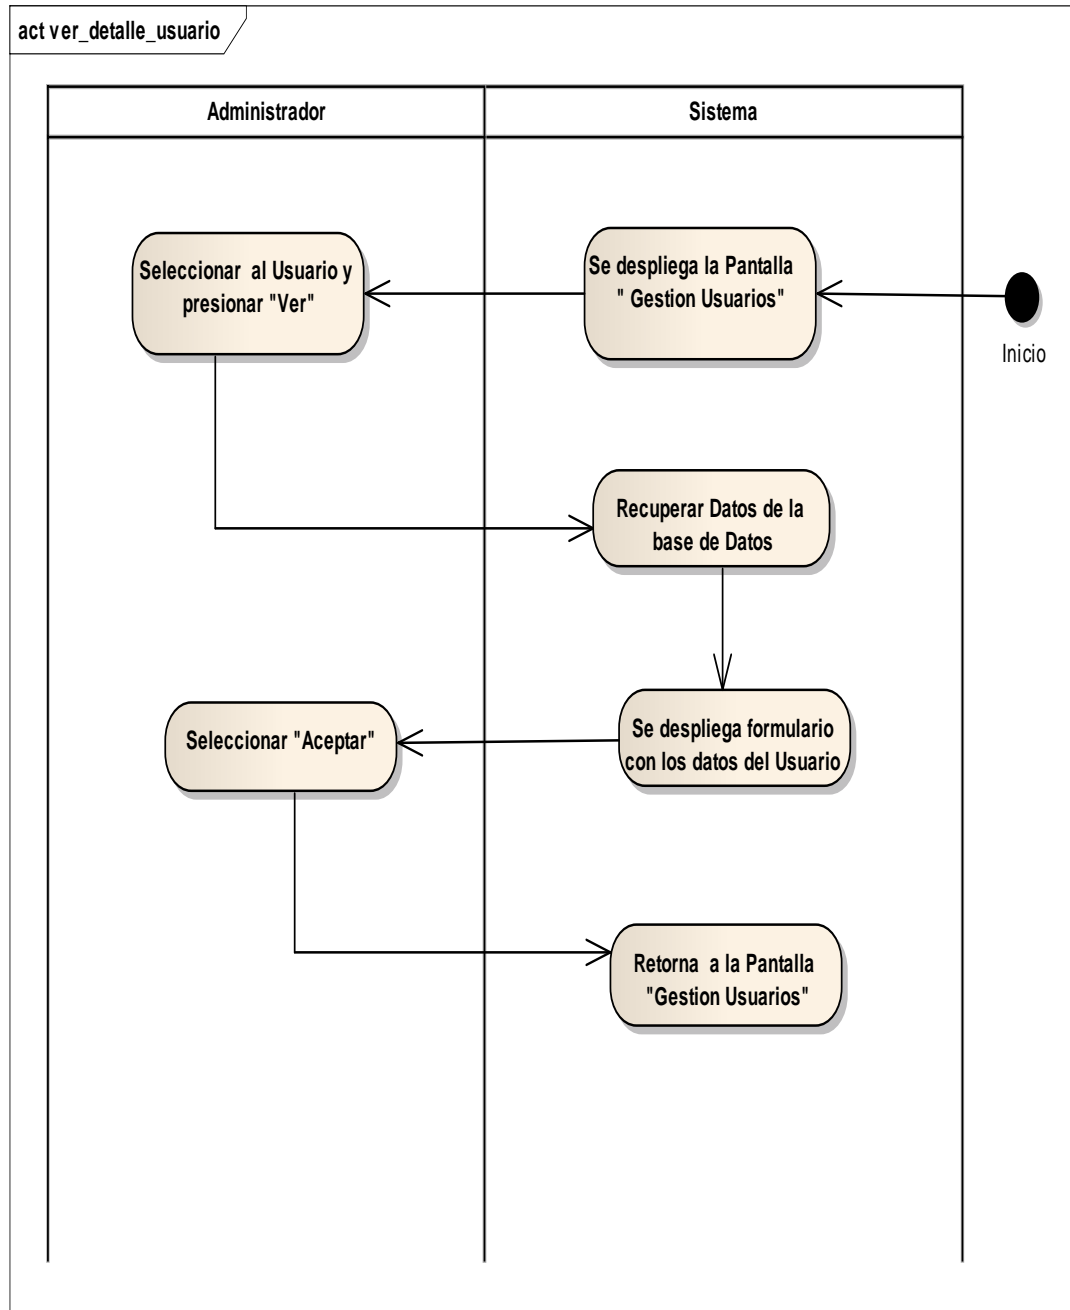 act ver_detalle_usuario
Administrador
Sistema
Seleccionar al Usuario y
presionar "Ver"
Se despliega la Pantalla
" Gestion Usuarios"
Inicio
Recuperar Datos de la
base de Datos
Se despliega formulario
con los datos del Usuario
Seleccionar "Aceptar"
Retorna a la Pantalla
"Gestion Usuarios"